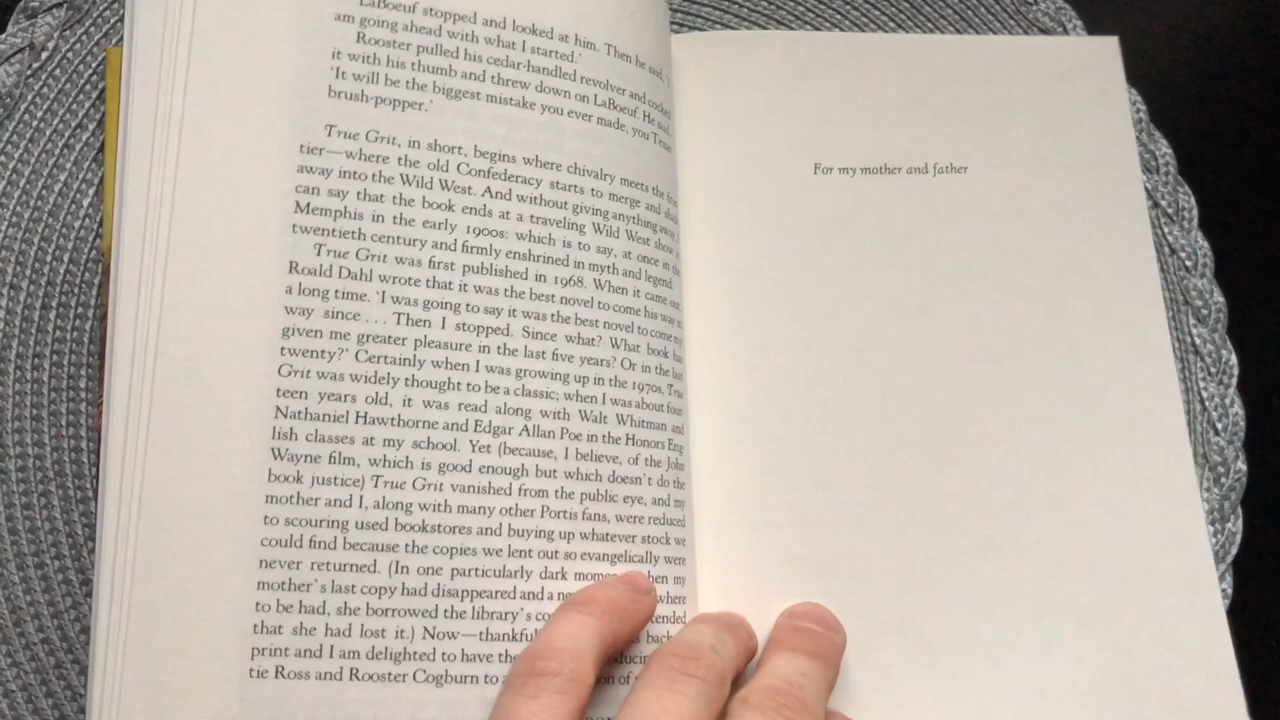 LaBoeuf stopped and looked at him. Then he said, 'I
am going ahead with what I started.'
Rooster pulled his cedar-handled revolver and cocked
it with his thumb and threw down on LaBoeuf. He said,
'It will be the biggest mistake you ever made, you Texas
brush-popper.'
True Grit, in short, begins where chivalry meets the fron
tier—where the old Confederacy starts to merge and shade
away into the Wild West. And without giving anything away, I
can say that the book ends at a traveling Wild West show
Memphis in the early 1900s: which is to say, at once in the
twentieth century and firmly enshrined in myth and legend.
True Grit was first published in 1968. When it came out,
Roald Dahl wrote that it was the best novel to come his way in
a long time. 'I was going to say it was the best novel to come my
way since... Then I stopped. Since what? What book has
given me greater pleasure in the last five years? Or in the last
twenty?' Certainly when I was growing up in the 1970s, True
Grit was widely thought to be a classic; when I was about four-
teen years old, it was read along with Walt Whitman and
Nathaniel Hawthorne and Edgar Allan Poe in the Honors Eng
lish classes at my school. Yet (because, I believe, of the John
Wayne film, which is good enough but which doesn't do the
book justice) True Grit vanished from the public eye, and my
mother and I, along with many other Portis fans, were reduced
to scouring used bookstores and buying up whatever stock we
could find because the copies we lent out so evangelically were
never returned. (In one particularly dark when my
mother's last copy had disappeared and a where
to be had, she borrowed the library's
that she had lost it.) Now— back
print and I am delighted to have
tie Ross and Rooster Cogburn to of
For my mother and father